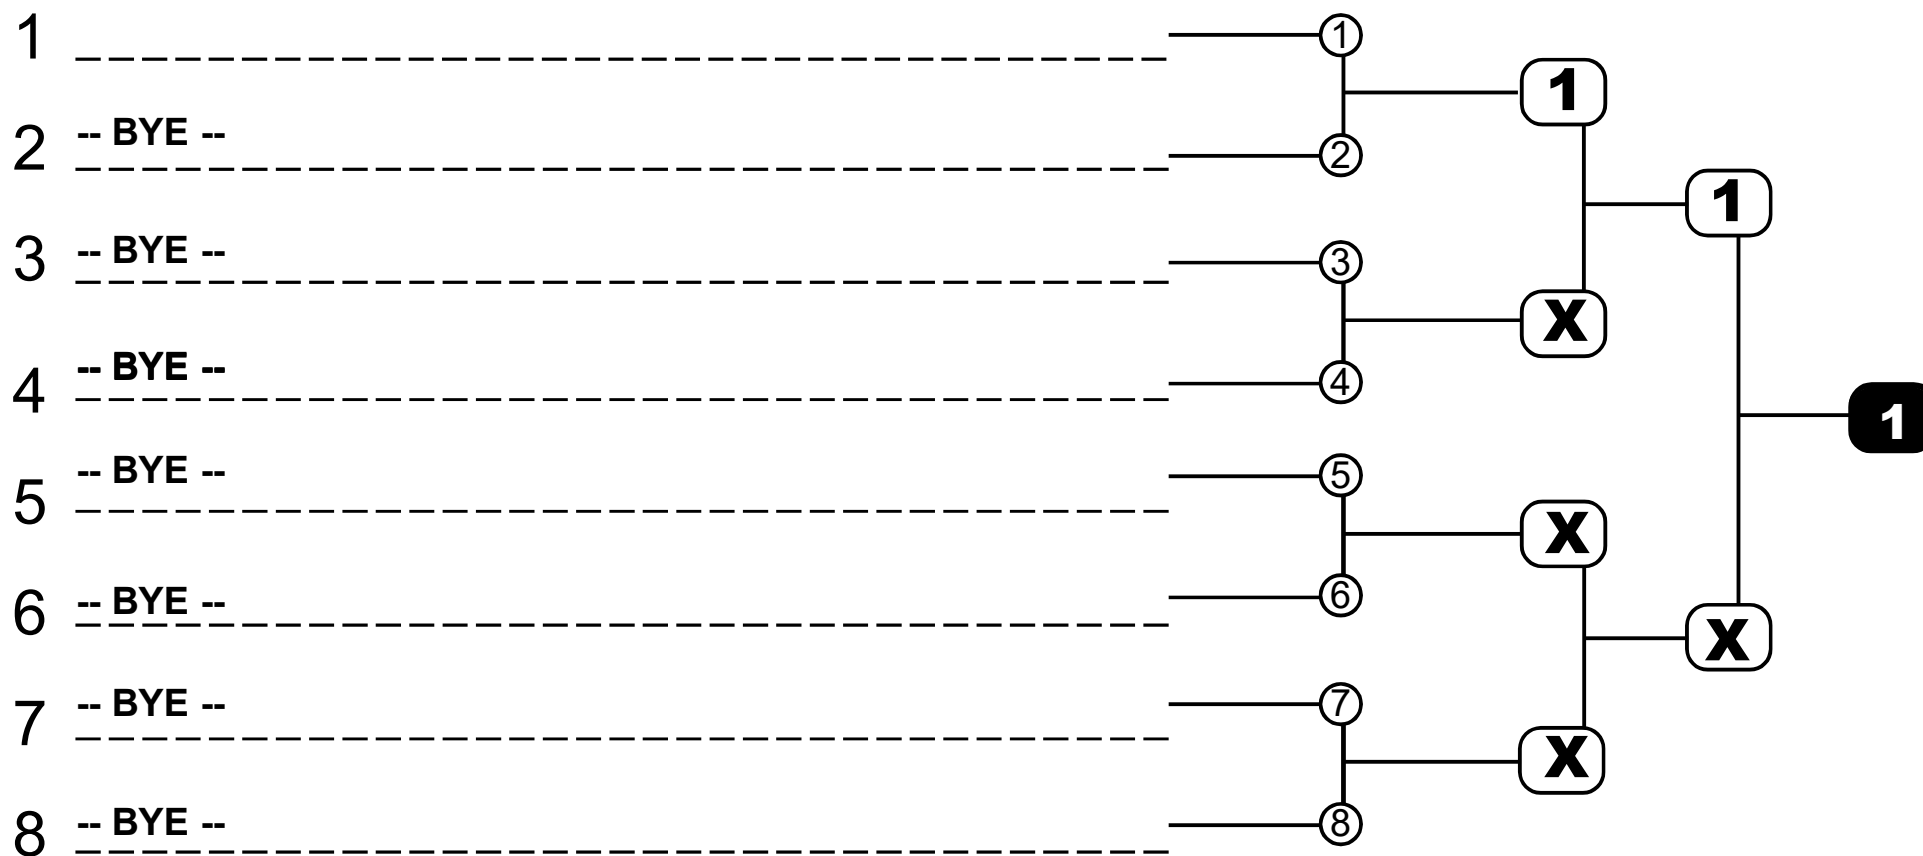 1
2 -- BYE --
3 -- BYE --
4 -- BYE --
5 -- BYE --
6 -- BYE --
7 -- BYE --
8 -- BYE --
1
2
3
4
5
6
7
8
1
X
X
X
1
X
1